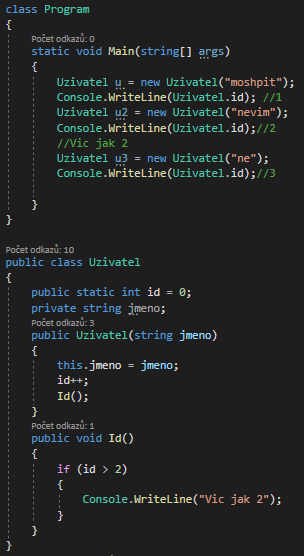 class Program
{
Počet odkazů: 0
static void Main(string[] args)
{
Uzivatel u = new Uzivatel("moshpit");
Console.WriteLine(Uzivatel.id); //1
Uzivatel u2 = new Uzivatel("nevim");
Console.WriteLine(Uzivatel.id);//2
//Vic jak 2
Uzivatel u3 = new Uzivatel("ne");
Console.WriteLine(Uzivatel.id);//3
}
}
Počet odkazů: 10
public class Uzivatel
{
public static int id = 0;
private string jmeno;
Počet odkazů: 3
public Uzivatel(string jmeno)
{
this.jmeno = jmeno;
id++;
Id();
}
Počet odkazů: 1
public void Id()
{
if (id > 2)
{
Console.WriteLine("Vic jak 2");
}
}
}